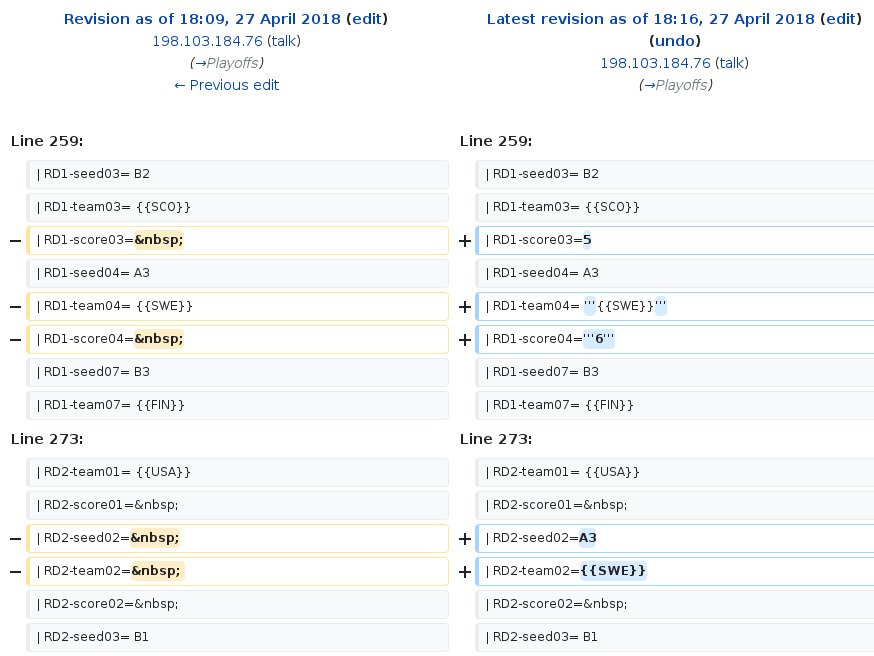 Revision as of 18:09, 27 April 2018 (edit)
198.103.184.76 (talk)
(→Playoffs)
← Previous edit
Latest revision as of 18:16, 27 April 2018 (edit)
(undo)
198.103.184.76 (talk)
(→Playoffs)
Line 259:
Line 259:
| RD1-seed03= B2
| RD1-seed03= B2
| RD1-team03= {{SCO}}
| RD1-team03= {{SCO}}
− | RD1-score03=&nbsp;
+ | RD1-score03=5
| RD1-seed04= A3
| RD1-seed04= A3
− | RD1-team04= {{SWE}}
+ | RD1-team04= '''{{SWE}}'''
− | RD1-score04=&nbsp;
+ | RD1-score04='''6'''
| RD1-seed07= B3
| RD1-seed07= B3
| RD1-team07= {{FIN}}
| RD1-team07= {{FIN}}
Line 273:
Line 273:
| RD2-team01= {{USA}}
| RD2-team01= {{USA}}
| RD2-score01=&nbsp;
| RD2-score01=&nbsp;
− | RD2-seed02=&nbsp;
+ | RD2-seed02=A3
− | RD2-team02=&nbsp;
+ | RD2-team02={{SWE}}
| RD2-score02=&nbsp;
| RD2-score02=&nbsp;
| RD2-seed03= B1
| RD2-seed03= B1